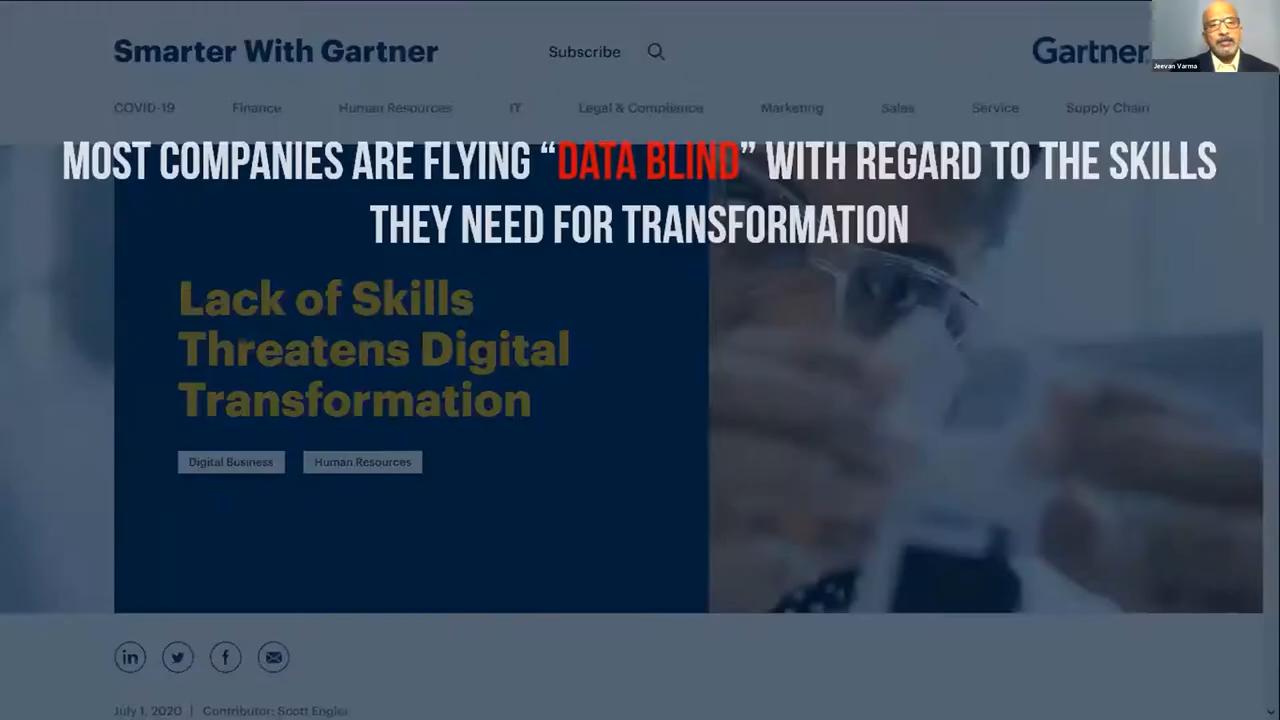 Smarter With Gartner
Subscribe
Gartner
Jeevan Varma
COVID-19 Finance Human Resources IT Legal & Compliance Marketing Sales Service Supply Chain
MOST COMPANIES ARE FLYING “DATA BLIND” WITH REGARD TO THE SKILLS
THEY NEED FOR TRANSFORMATION
Lack of Skills
Threatens Digital
Transformation
Digital Business Human Resources
in f
July 1, 2020 | Contributor: Scott Engler